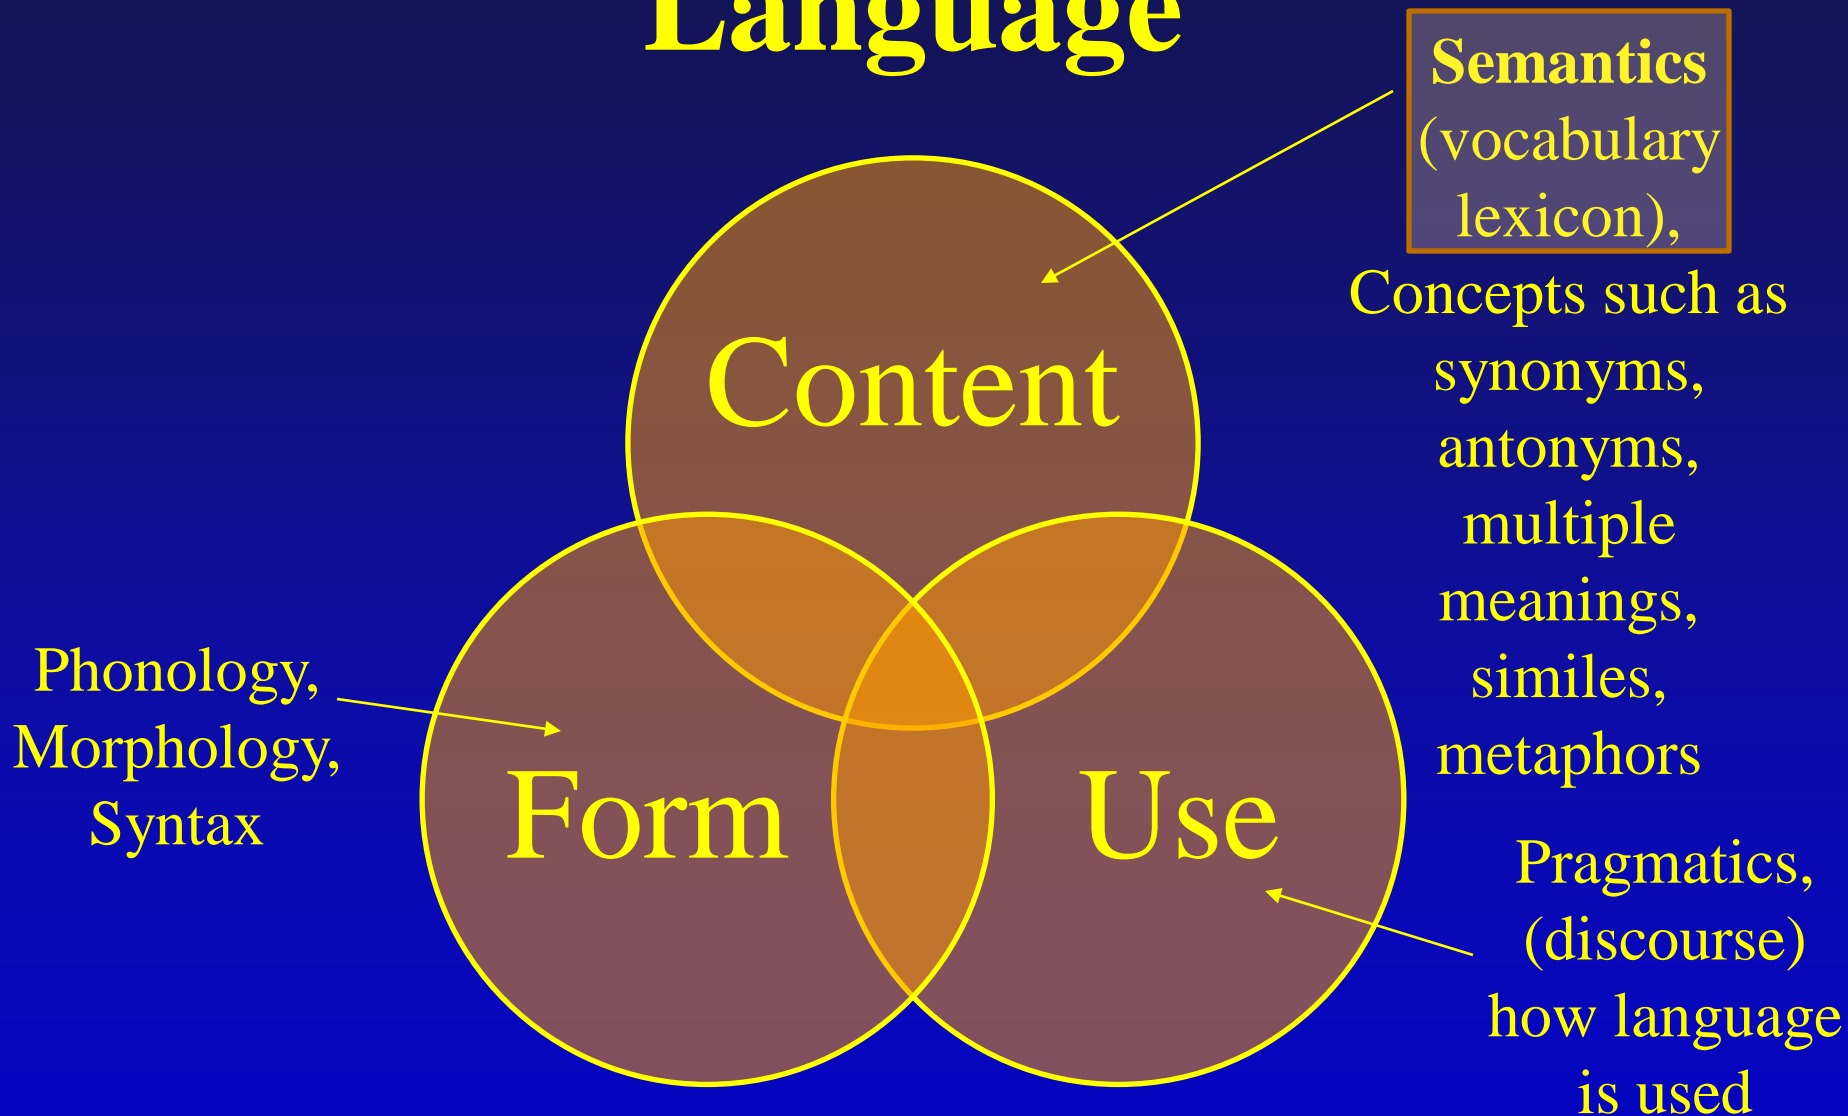 Language
Semantics
(vocabulary
lexicon),
Concepts such as
synonyms,
antonyms,
multiple
meanings,
similes,
metaphors
Content
Phonology,
Morphology,
Syntax
Form
Use
Pragmatics,
(discourse)
how language
is used